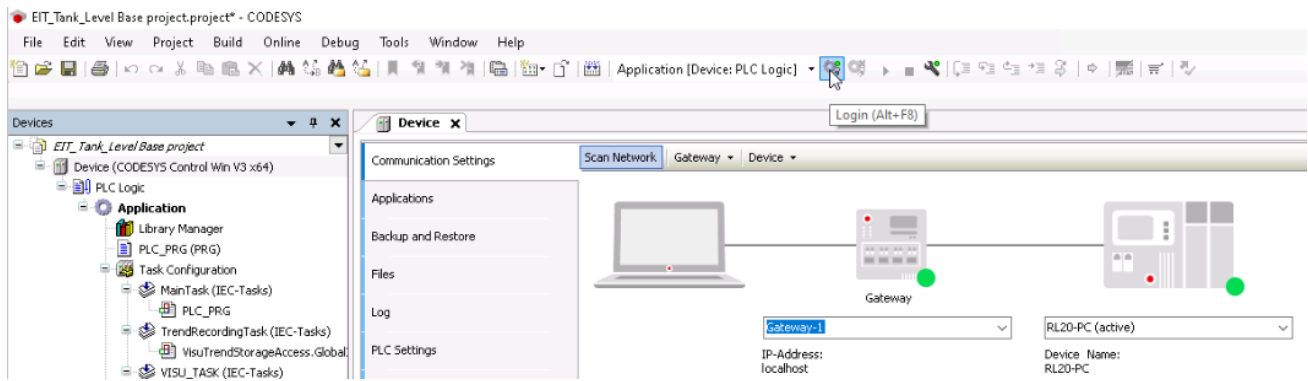 EIT_Tank_Level Base project.project* - CODESYS
File Edit View Project Build Online Debug Tools Window Help
Application [Device: PLC Logic]
Login (Alt+F8)
Devices
EIT_Tank_Level Base project
Device (CODESYS Control Win V3 x64)
PLC Logic
Application
Library Manager
PLC_PRG (PRG)
Task Configuration
MainTask (IEC-Tasks)
PLC_PRG
TrendRecordingTask (IEC-Tasks)
VisuTrendStorageAccess.Global
VISU_TASK (IEC-Tasks)
Device
Communication Settings
Applications
Backup and Restore
Files
Log
PLC Settings
Scan Network Gateway Device
Gateway
Gateway-1 RL20-PC (active)
IP-Address: Device Name:
localhost RL20-PC